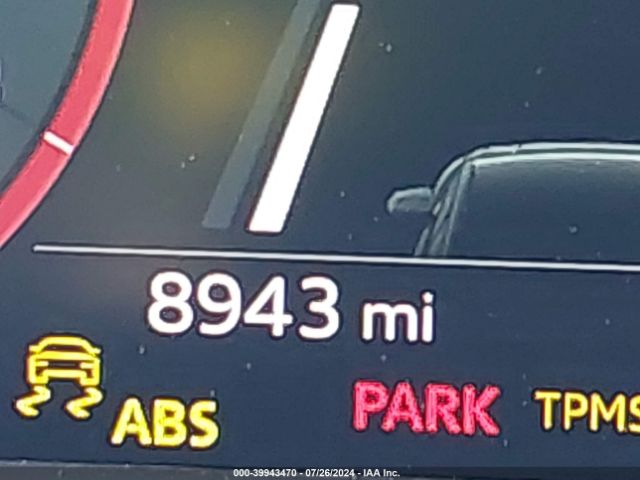 8943 mi
ABS PARK TPMS
000-39943470 - 07/26/2024 - IAA Inc.